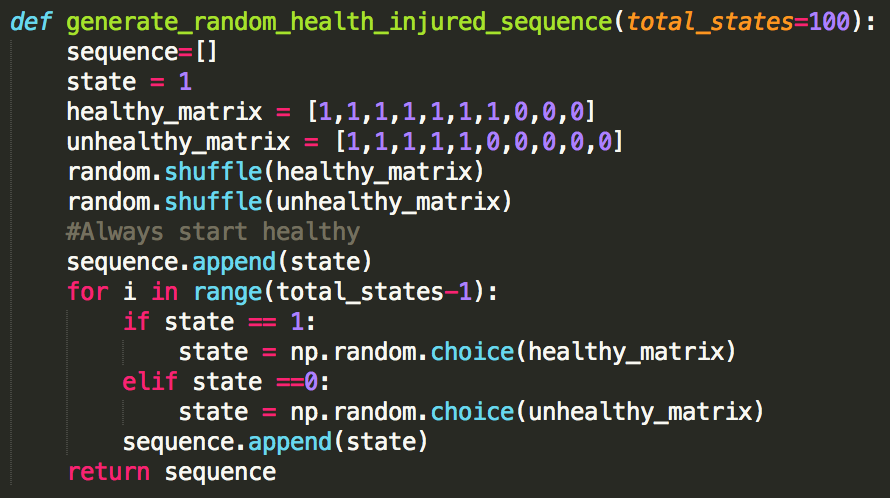 def generate_random_health_injured_sequence(total_states=100):
    sequence=[]
    state = 1
    healthy_matrix = [1,1,1,1,1,1,1,0,0,0]
    unhealthy_matrix = [1,1,1,1,1,0,0,0,0,0]
    random.shuffle(healthy_matrix)
    random.shuffle(unhealthy_matrix)
    #Always start healthy
    sequence.append(state)
    for i in range(total_states-1):
        if state == 1:
            state = np.random.choice(healthy_matrix)
        elif state ==0:
            state = np.random.choice(unhealthy_matrix)
        sequence.append(state)
    return sequence